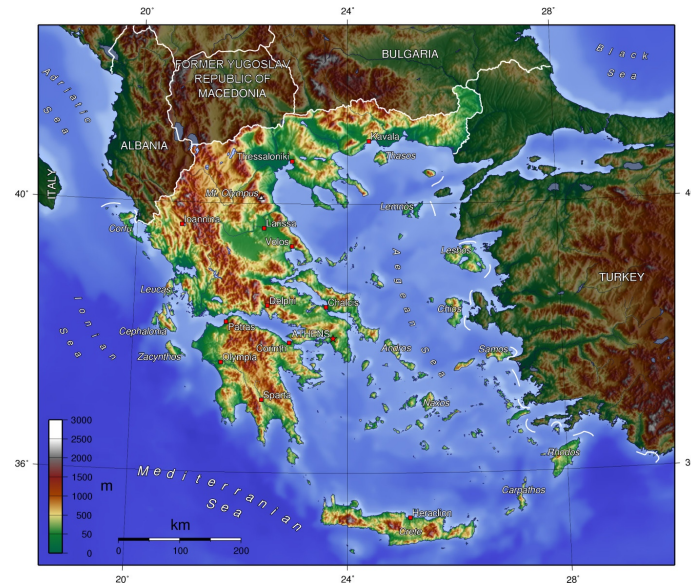 20°
24°
28°
Black
Sea
BULGARIA
FORMER YUGOSLAV
REPUBLIC OF
MACEDONIA
Adriatic
Sea
Kavala
ALBANIA
Thessaloniki
Thasos
ITALY
40°
4
Mt. Olympus
Lemnos
Ioannina
Larissa
Corfu
Volos
Lesbos
Aegean Sea
TURKEY
Leucas
Delphi
Chalcis
Chios
Ionian
Sea
Cephalonia
Patras
ATHENS
Corinth
Andros
Samos
Zacynthos
Olympia
Sparta
Naxos
3000
2500
2000
1500
1000
500
50
0
m
36°
3
Rhodos
Mediterranean
Sea
Carpathos
km
0
100
200
Heraclion
Crete
20°
24°
28°